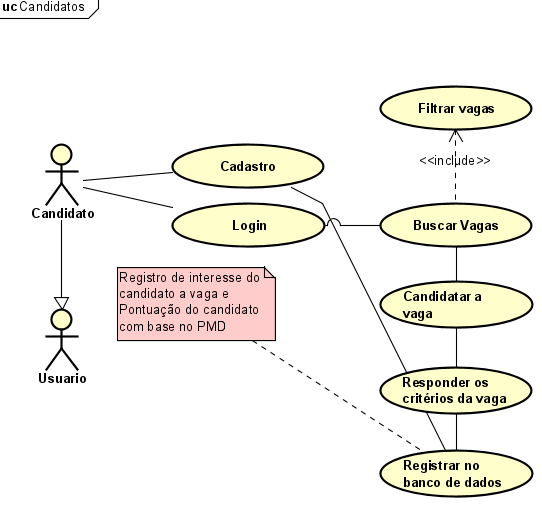 uc Candidatos
Filtrar vagas
<<include>>
Cadastro
Candidato
Login
Buscar Vagas
Registro de interesse do
candidato a vaga e
Pontuação do candidato
com base no PMD
Candidatar a
vaga
Usuario
Responder os
critérios da vaga
Registrar no
banco de dados